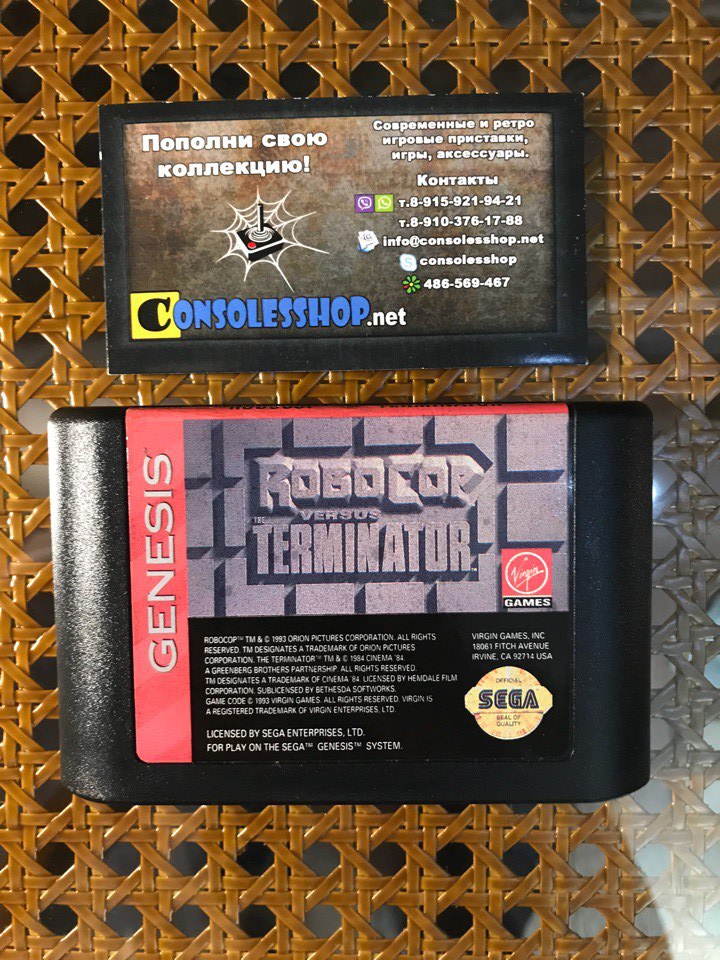 Пополни свою
коллекцию!
Современные и ретро
игровые приставки,
игры, аксессуары.
Контакты
т.8-915-921-94-21
т.8-910-376-17-88
info@consolesshop.net
consolesshop
486-569-467
CONSOLESSHOP.net
GENESIS
ROBOCOP
VERSUS
THE
TERMINATOR
Virgin
GAMES
ROBOCOP™ TM & © 1993 ORION PICTURES CORPORATION. ALL RIGHTS
RESERVED. TM DESIGNATES A TRADEMARK OF ORION PICTURES
CORPORATION. THE TERMINATOR™ TM & © 1984 CINEMA '84.
A GREENBERG BROTHERS PARTNERSHIP. ALL RIGHTS RESERVED.
TM DESIGNATES A TRADEMARK OF CINEMA '84. LICENSED BY HEMDALE FILM
CORPORATION. SUBLICENSED BY BETHESDA SOFTWORKS.
GAME CODE © 1993 VIRGIN GAMES. ALL RIGHTS RESERVED. VIRGIN IS
A REGISTERED TRADEMARK OF VIRGIN ENTERPRISES, LTD.
LICENSED BY SEGA ENTERPRISES, LTD.
FOR PLAY ON THE SEGA™ GENESIS™ SYSTEM.
VIRGIN GAMES, INC
18061 FITCH AVENUE
IRVINE, CA 92714 USA
OFFICIAL
SEGA
SEAL OF
QUALITY